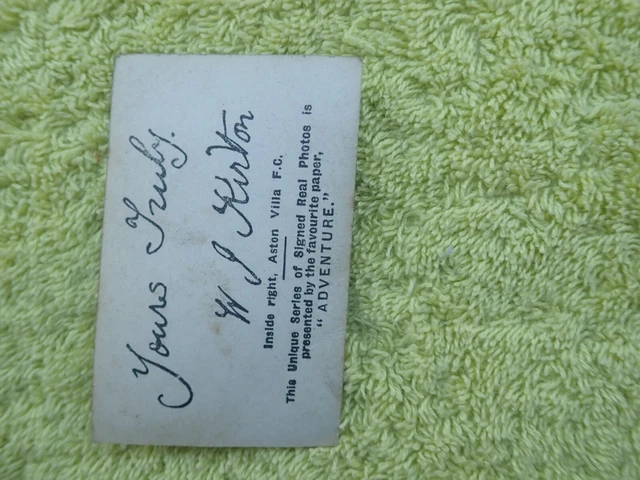 Yours Truly.
W J Kirton
Inside right, Aston Villa F.C.
This Unique Series of Signed Real Photos is
presented by the favourite paper,
"ADVENTURE."